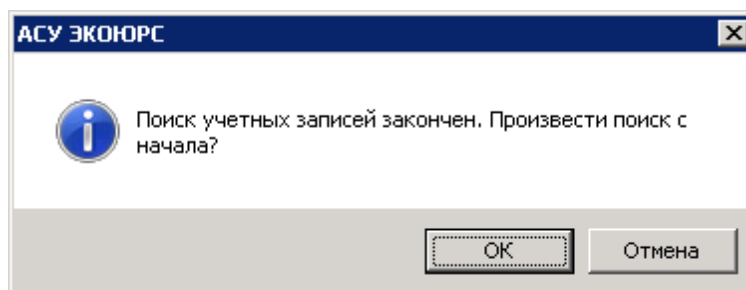 АСУ ЭКОЮРС
Поиск учетных записей закончен. Произвести поиск с
начала?
ОК
Отмена